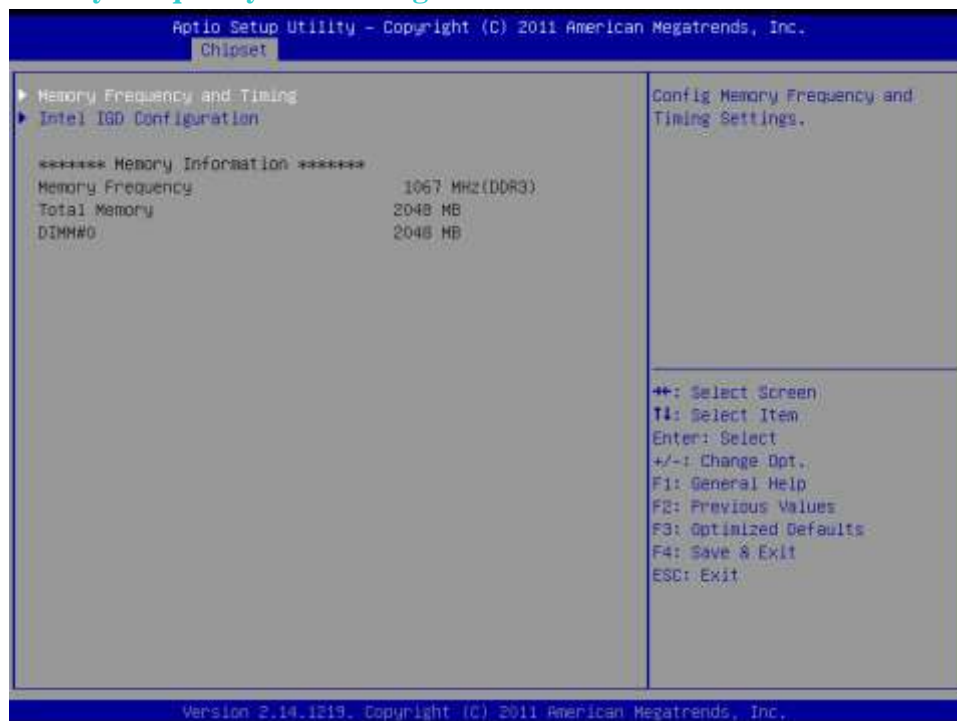 Aptio Setup Utility – Copyright (C) 2011 American Megatrends, Inc.
Chipset
Memory Frequency and Timing
Intel IGD Configuration
******* Memory Information *******
Memory Frequency 1067 MHz(DDR3)
Total Memory 2048 MB
DIMM#0 2048 MB
Config Memory Frequency and
Timing Settings.
→←: Select Screen
↑↓: Select Item
Enter: Select
+/-: Change Opt.
F1: General Help
F2: Previous Values
F3: Optimized Defaults
F4: Save & Exit
ESC: Exit
Version 2.14.1219. Copyright (C) 2011 American Megatrends, Inc.